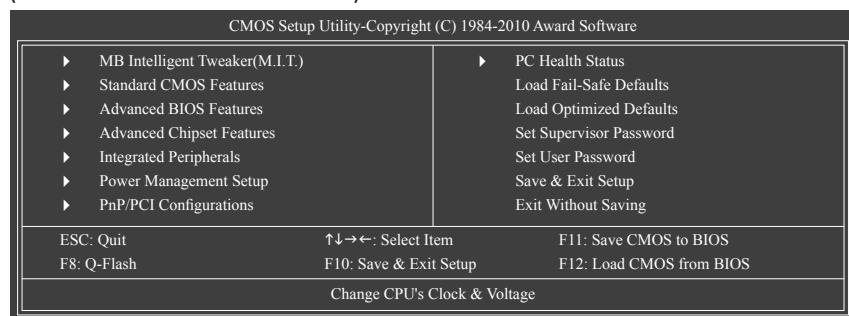 CMOS Setup Utility-Copyright (C) 1984-2010 Award Software
MB Intelligent Tweaker(M.I.T.)
Standard CMOS Features
Advanced BIOS Features
Advanced Chipset Features
Integrated Peripherals
Power Management Setup
PnP/PCI Configurations
PC Health Status
Load Fail-Safe Defaults
Load Optimized Defaults
Set Supervisor Password
Set User Password
Save & Exit Setup
Exit Without Saving
ESC: Quit ↑↓→←: Select Item F11: Save CMOS to BIOS
F8: Q-Flash F10: Save & Exit Setup F12: Load CMOS from BIOS
Change CPU's Clock & Voltage